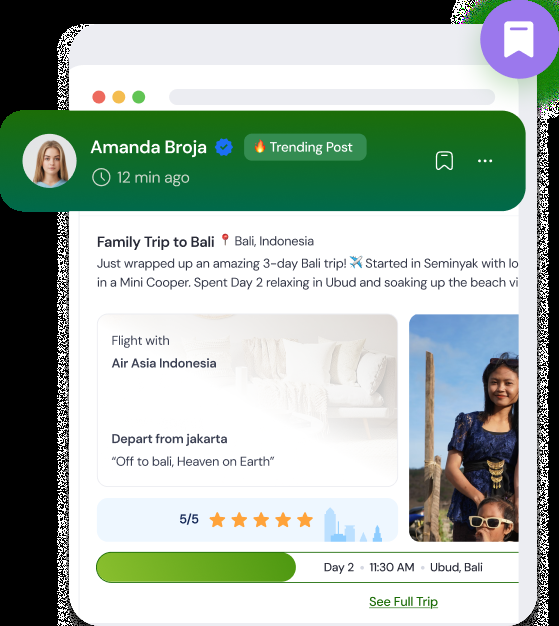 Amanda Broja
🔥 Trending Post
12 min ago
Family Trip to Bali 📍 Bali, Indonesia
Just wrapped up an amazing 3-day Bali trip! ✈️ Started in Seminyak with lo
in a Mini Cooper. Spent Day 2 relaxing in Ubud and soaking up the beach vi
Flight with
Air Asia Indonesia
Depart from jakarta
“Off to bali, Heaven on Earth”
5/5
Day 2 • 11:30 AM • Ubud, Bali
See Full Trip